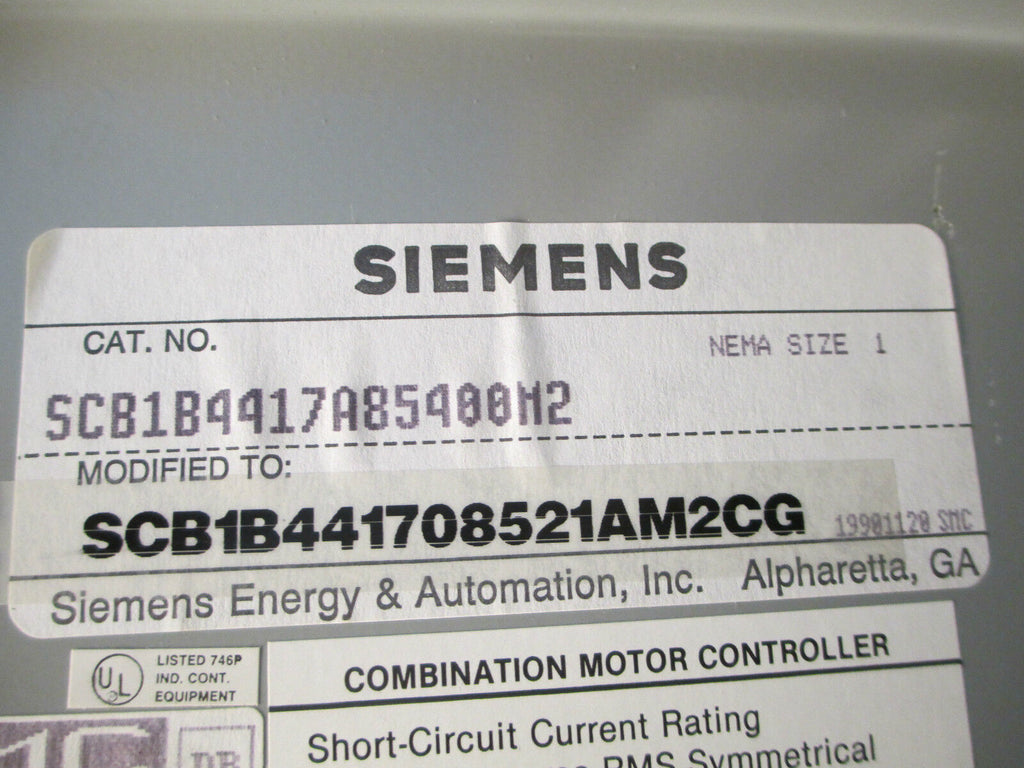 SIEMENS
CAT. NO.
NEMA SIZE 1
SCB1B4417A85400M2
MODIFIED TO:
SCB1B441708521AM2CG
19901120 SMC
Siemens Energy & Automation, Inc. Alpharetta, GA
UL
LISTED 746P
IND. CONT.
EQUIPMENT
COMBINATION MOTOR CONTROLLER
Short-Circuit Current Rating
RMS Symmetrical